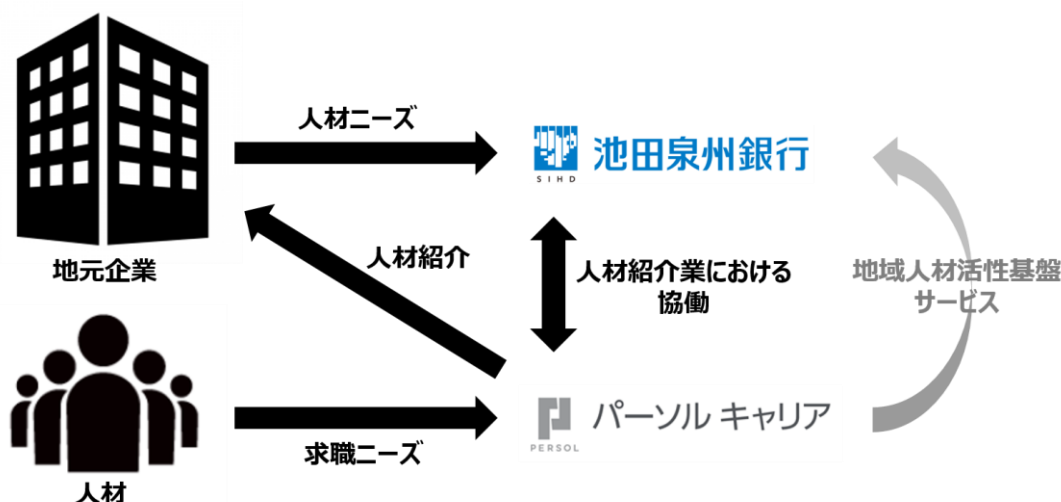 人材ニーズ
SIHD
池田泉州銀行
地元企業
人材紹介
人材紹介業における
協働
地域人材活性基盤
サービス
PERSOL
パーソル キャリア
求職ニーズ
人材